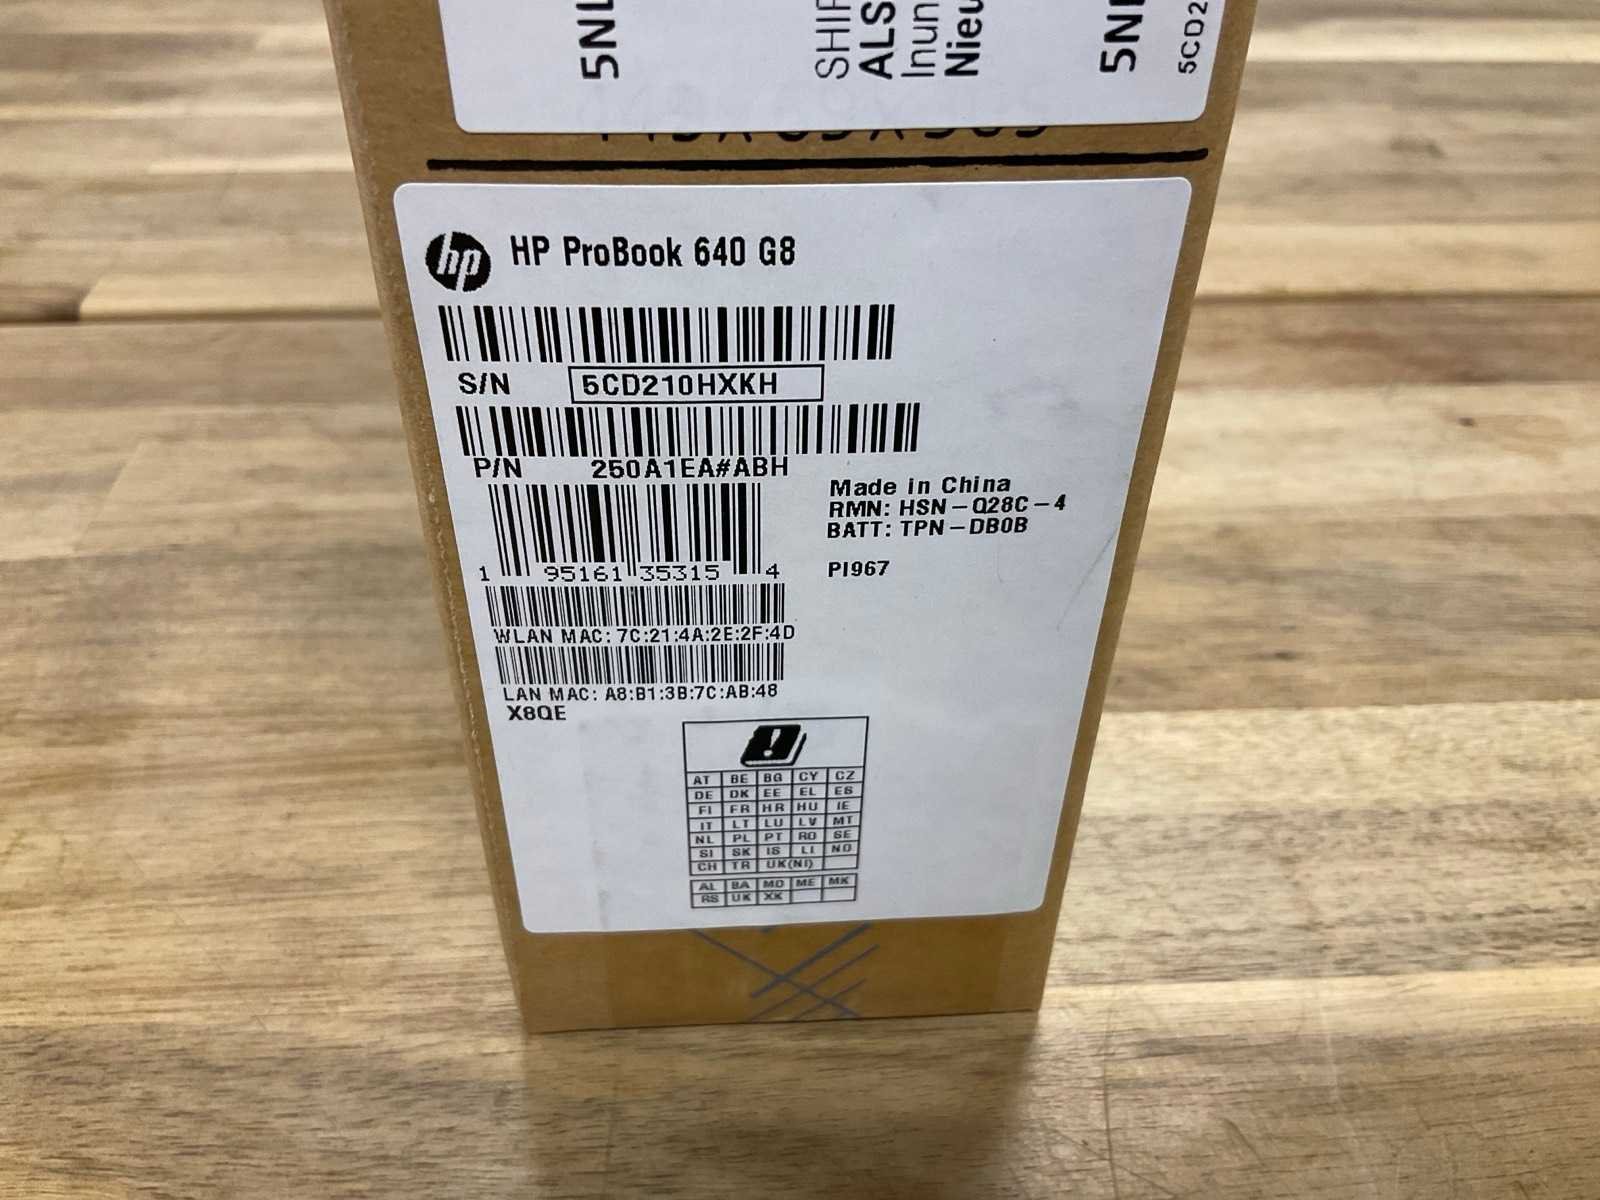 5NL
SHIP
ALS
Inun
Nieu
5NL
5CD2
hp
HP ProBook 640 G8
S/N 5CD210HXKH
P/N 250A1EA#ABH
Made in China
RMN: HSN-Q28C-4
BATT: TPN-DB0B
PI967
1 95161 35315 4
WLAN MAC: 7C:21:4A:2E:2F:4D
LAN MAC: A8:B1:3B:7C:AB:48
X8QE
!
AT BE BG CY CZ
DE DK EE EL ES
FI FR HR HU IE
IT LT LU LV MT
NL PL PT RO SE
SI SK IS LI NO
CH TR UK(NI)
AL BA MD ME MK
RS UK XK